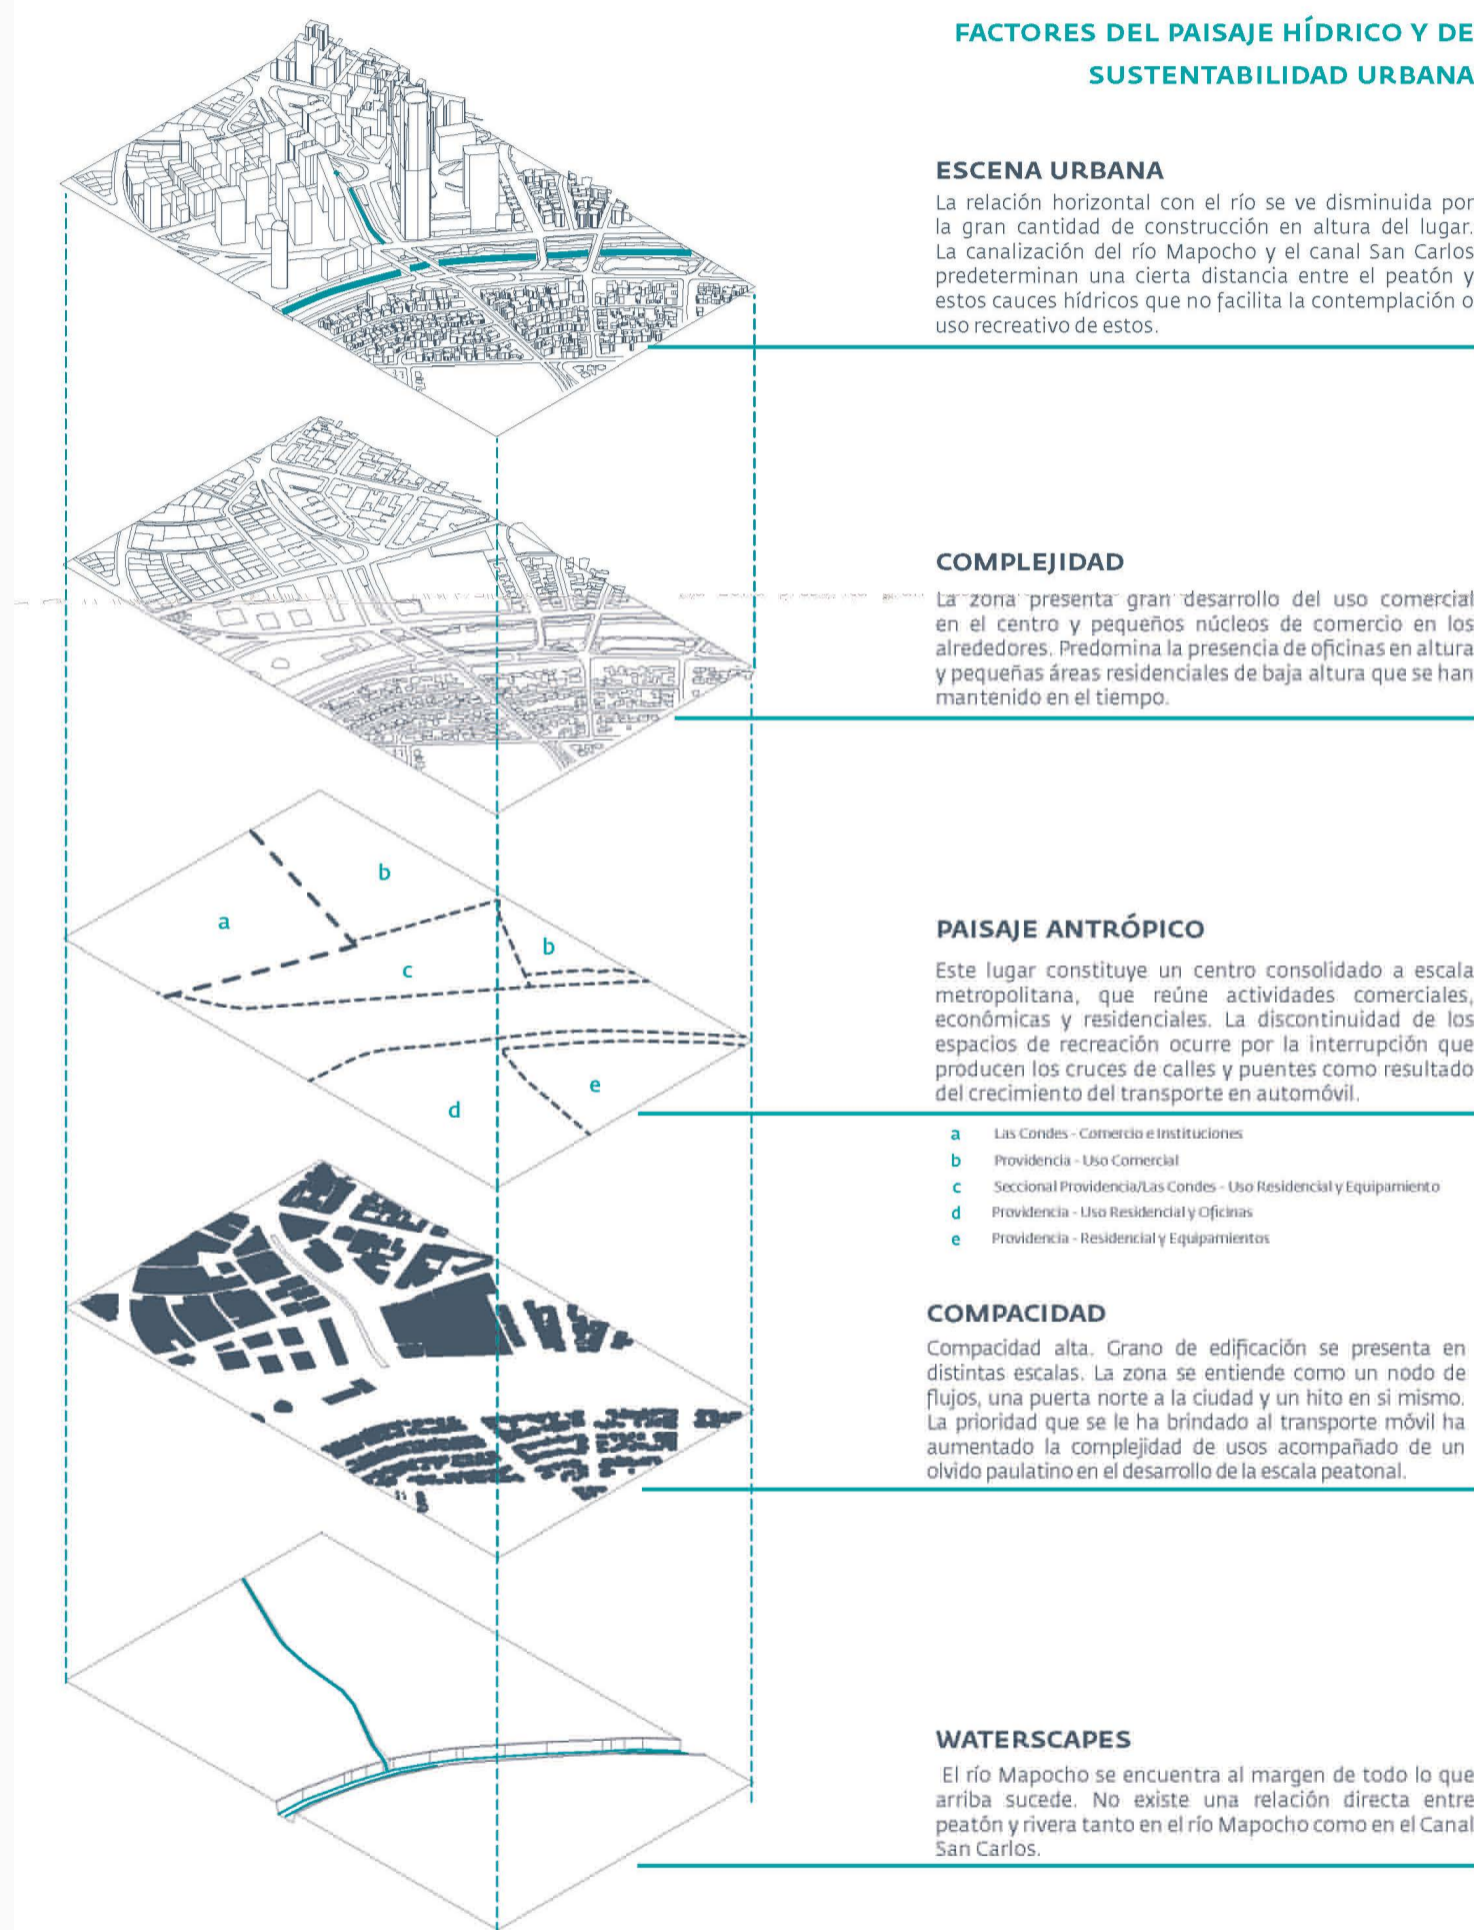 FACTORES DEL PAISAJE HÍDRICO Y DE
SUSTENTABILIDAD URBANA
ESCENA URBANA
La relación horizontal con el río se ve disminuida por
la gran cantidad de construcción en altura del lugar.
La canalización del río Mapocho y el canal San Carlos
predeterminan una cierta distancia entre el peatón y
estos cauces hídricos que no facilita la contemplación o
uso recreativo de estos.
COMPLEJIDAD
La zona presenta gran desarrollo del uso comercial
en el centro y pequeños núcleos de comercio en los
alrededores. Predomina la presencia de oficinas en altura
y pequeñas áreas residenciales de baja altura que se han
mantenido en el tiempo.
b
a
b
c
e
d
PAISAJE ANTRÓPICO
Este lugar constituye un centro consolidado a escala
metropolitana, que reúne actividades comerciales,
económicas y residenciales. La discontinuidad de los
espacios de recreación ocurre por la interrupción que
producen los cruces de calles y puentes como resultado
del crecimiento del transporte en automóvil.
a Las Condes - Comercio e Instituciones
b Providencia - Uso Comercial
c Seccional Providencia/Las Condes - Uso Residencial y Equipamiento
d Providencia - Uso Residencial y Oficinas
e Providencia - Residencial y Equipamientos
COMPACIDAD
Compacidad alta. Grano de edificación se presenta en
distintas escalas. La zona se entiende como un nodo de
flujos, una puerta norte a la ciudad y un hito en si mismo.
La prioridad que se le ha brindado al transporte móvil ha
aumentado la complejidad de usos acompañado de un
olvido paulatino en el desarrollo de la escala peatonal.
WATERSCAPES
El río Mapocho se encuentra al margen de todo lo que
arriba sucede. No existe una relación directa entre
peatón y rivera tanto en el río Mapocho como en el Canal
San Carlos.